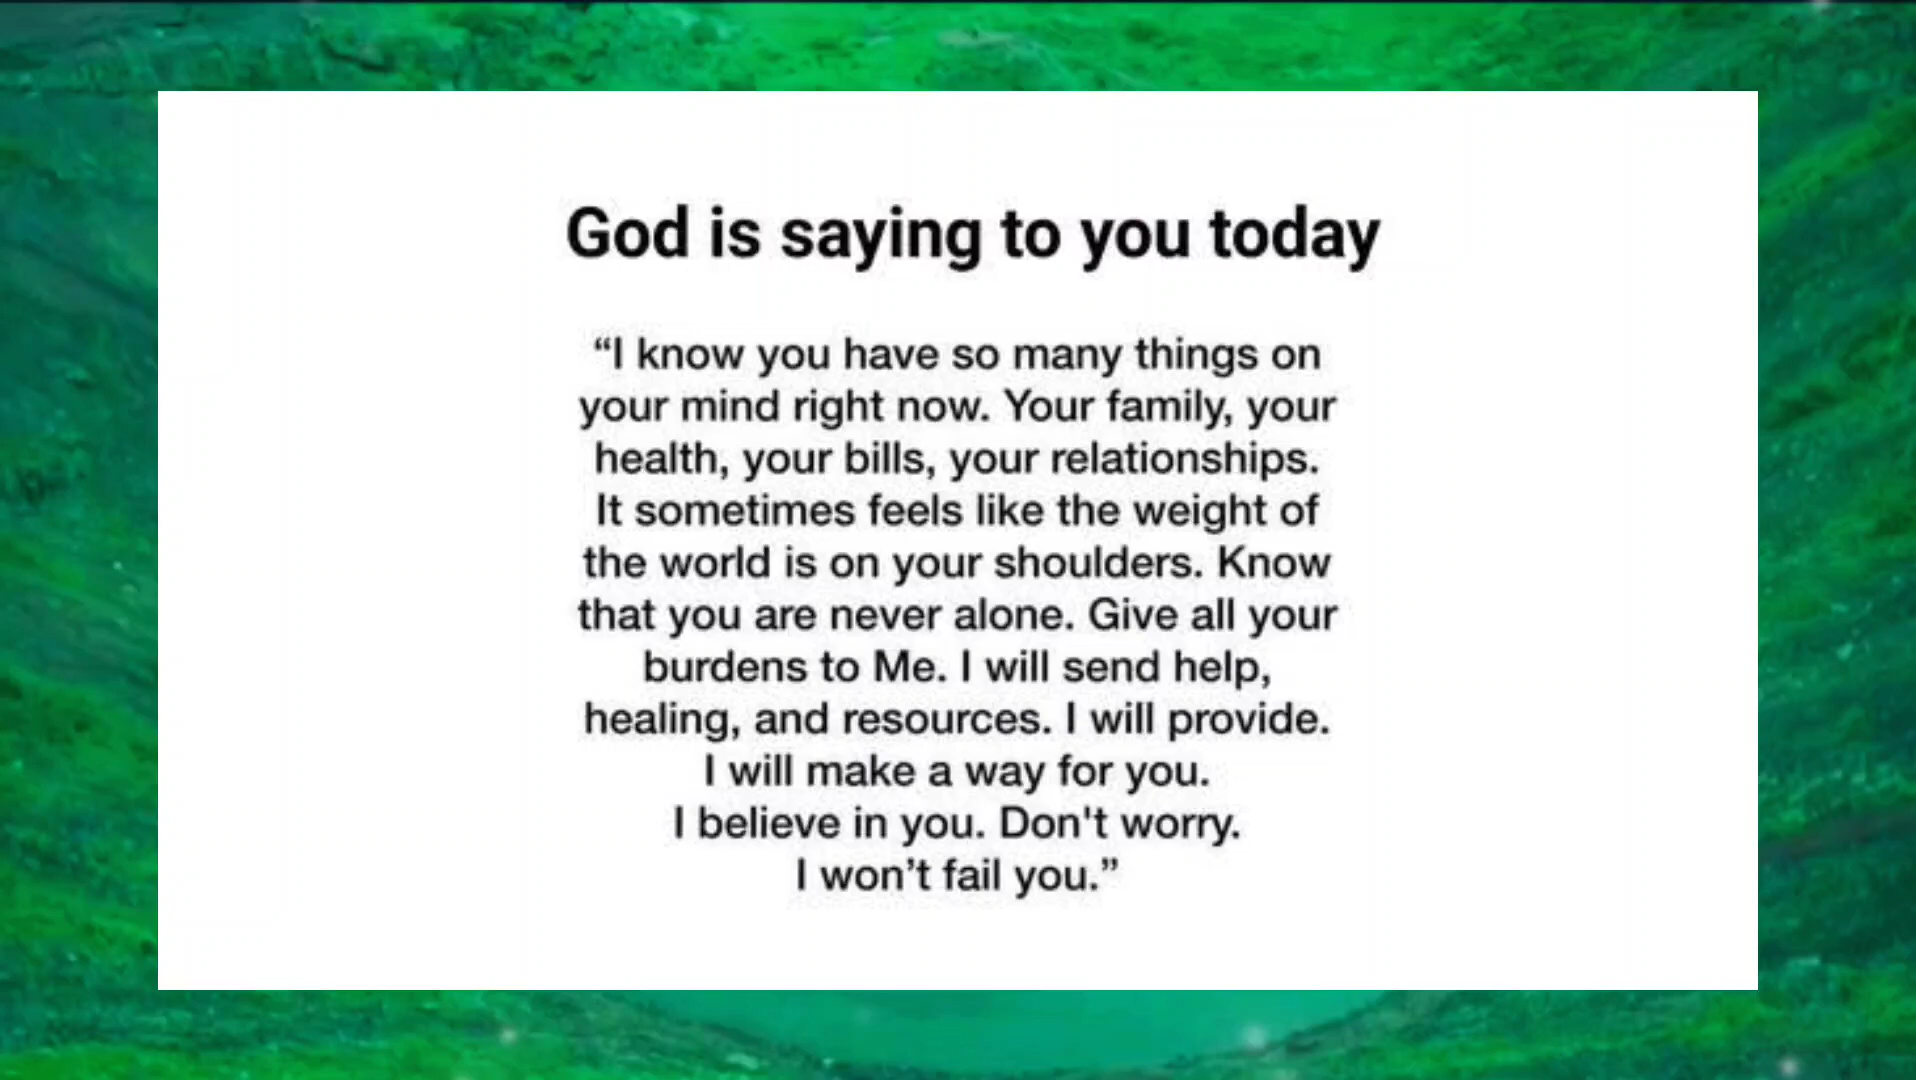 God is saying to you today
“I know you have so many things on
your mind right now. Your family, your
health, your bills, your relationships.
It sometimes feels like the weight of
the world is on your shoulders. Know
that you are never alone. Give all your
burdens to Me. I will send help,
healing, and resources. I will provide.
I will make a way for you.
I believe in you. Don't worry.
I won’t fail you.”